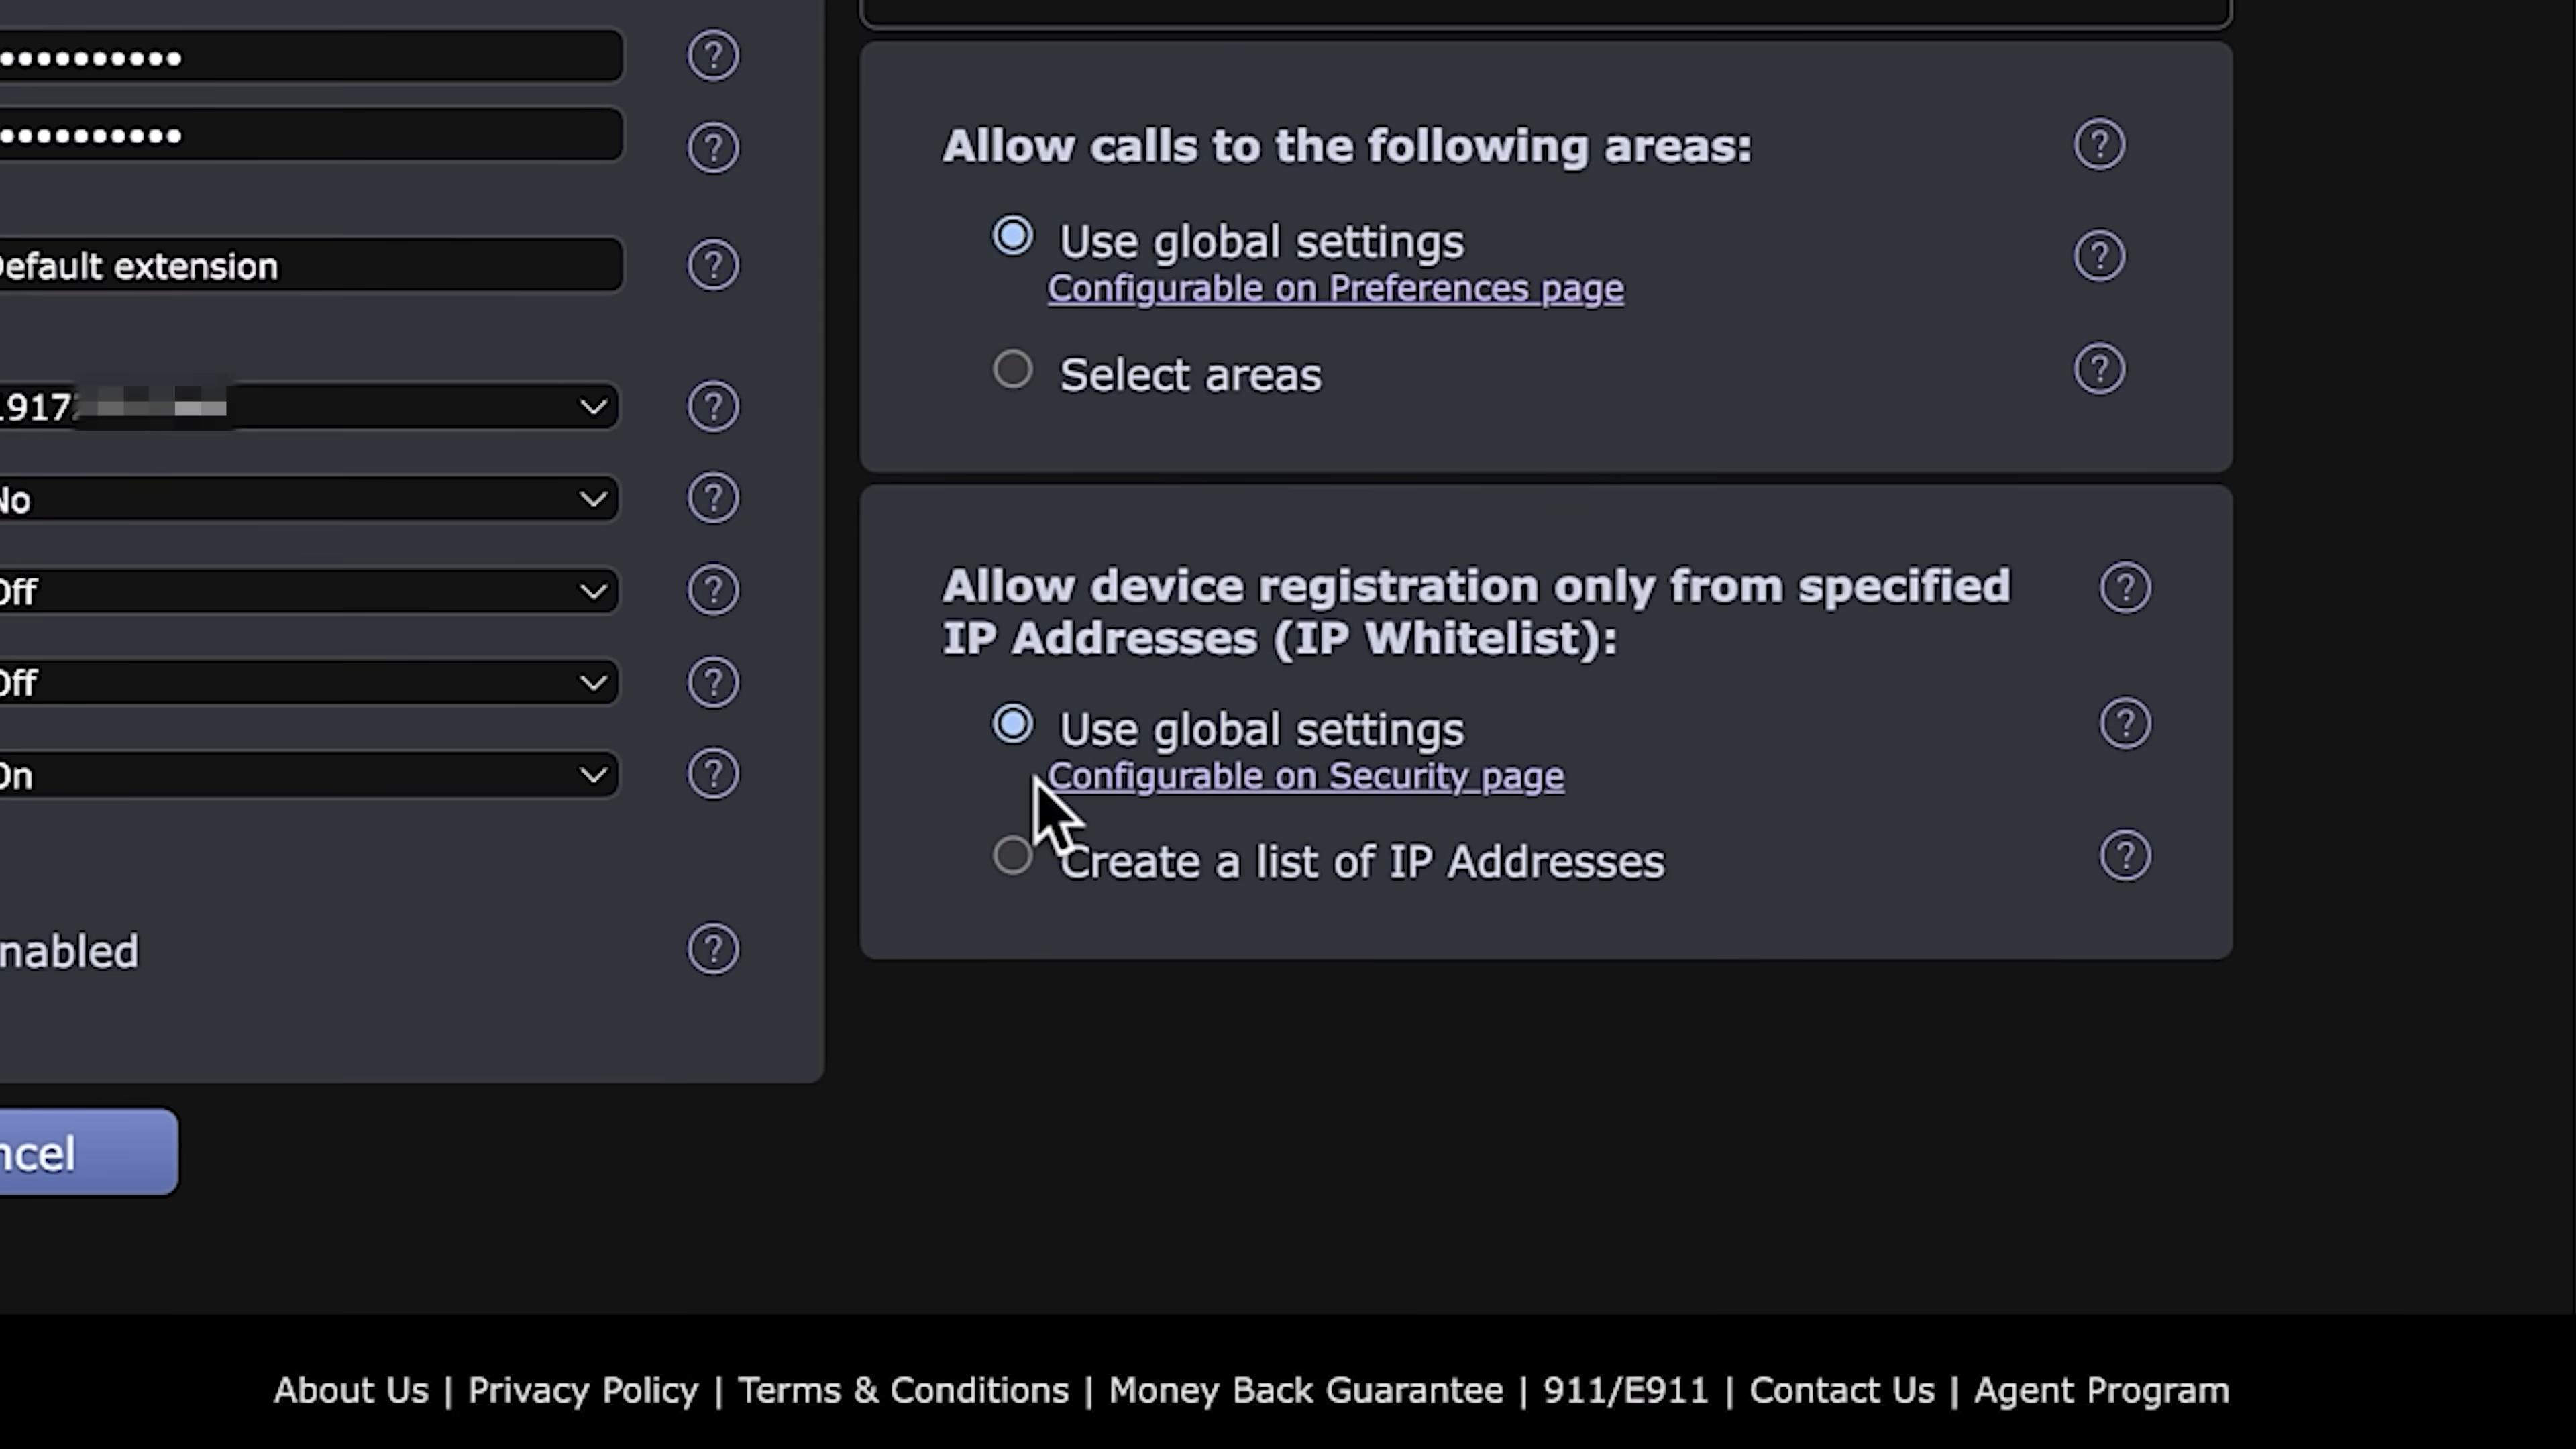 ••••••••••
••••••••••
Default extension
1917
No
Off
Off
On
nabled
ncel
Allow calls to the following areas:
Use global settings
Configurable on Preferences page
Select areas
Allow device registration only from specified
IP Addresses (IP Whitelist):
Use global settings
Configurable on Security page
Create a list of IP Addresses
About Us | Privacy Policy | Terms & Conditions | Money Back Guarantee | 911/E911 | Contact Us | Agent Program